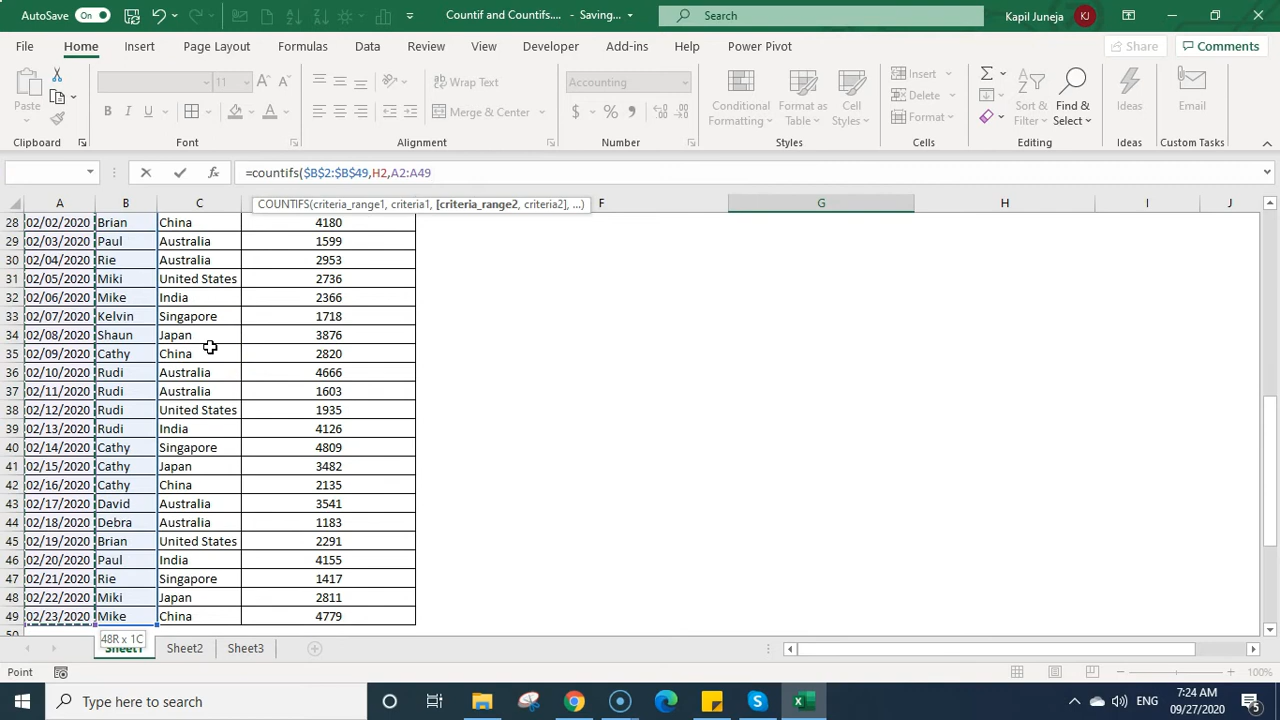 AutoSave On Countif and Countifs.... - Saving... Search Kapil Juneja KJ
File Home Insert Page Layout Formulas Data Review View Developer Add-ins Help Power Pivot Share Comments
Paste 11 Wrap Text Accounting Conditional Formatting Format as Table Cell Styles Insert Sort & Filter Find & Select Ideas Email
B I U A Merge & Center $ % Delete Format
Clipboard Font Alignment Number Styles Cells Editing Ideas Custom Tasks
fx =countifs($B$2:$B$49,H2,A2:A49
COUNTIFS(criteria_range1, criteria1, [criteria_range2, criteria2], ...)
A B C F G H I J
28 02/02/2020 Brian China 4180
29 02/03/2020 Paul Australia 1599
30 02/04/2020 Rie Australia 2953
31 02/05/2020 Miki United States 2736
32 02/06/2020 Mike India 2366
33 02/07/2020 Kelvin Singapore 1718
34 02/08/2020 Shaun Japan 3876
35 02/09/2020 Cathy China 2820
36 02/10/2020 Rudi Australia 4666
37 02/11/2020 Rudi Australia 1603
38 02/12/2020 Rudi United States 1935
39 02/13/2020 Rudi India 4126
40 02/14/2020 Cathy Singapore 4809
41 02/15/2020 Cathy Japan 3482
42 02/16/2020 Cathy China 2135
43 02/17/2020 David Australia 3541
44 02/18/2020 Debra Australia 1183
45 02/19/2020 Brian United States 2291
46 02/20/2020 Paul India 4155
47 02/21/2020 Rie Singapore 1417
48 02/22/2020 Miki Japan 2811
49 02/23/2020 Mike China 4779
50
48R x 1C
Sheet1 Sheet2 Sheet3
Point 100%
Type here to search ENG 7:24 AM
09/27/2020 5